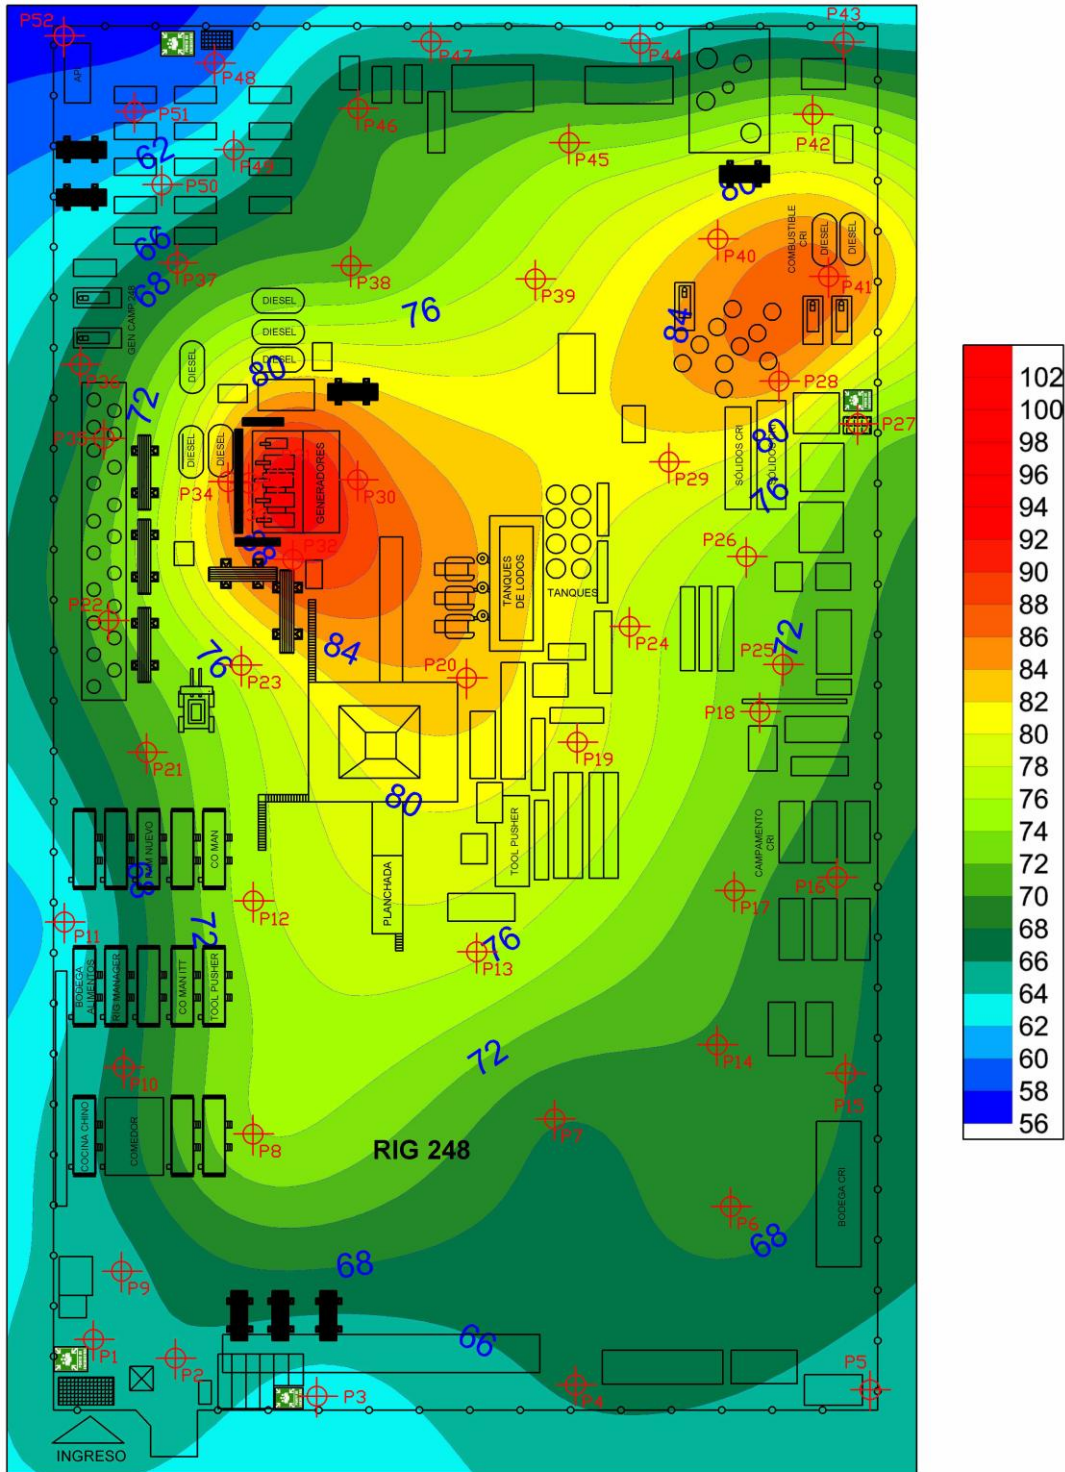 P52
P48
P47
P44
P43
API
P51
P46
P42
62
P49
P45
P50
80
66
P37
68
P38
P39
P40
COMBUSTIBLE
CRI
DIESEL
DIESEL
P41
GEN CAMP 248
DIESEL
DIESEL
DIESEL
76
84
P36
80
72
P28
P35
DIESEL
DIESEL
P34
GENERADORES
P30
P29
SÓLIDOS CRI
SÓLIDOS CRI
80
76
P27
P32
P26
TANQUES
DE LODOS
TANQUES
P22
76
P23
84
P20
P24
72
P25
P18
P21
P19
80
CO MAN
68
TOOL PUSHER
PLANCHADA
CAMPAMENTO
CRI
P16
P17
P11
P12
72
P13
76
BODEGA
ALIMENTOS
RIG MANAGER
CO MAN ITT
TOOL PUSHER
P10
72
P14
P15
COCINA CHINO
COMEDOR
P8
P7
RIG 248
P6
BODEGA CRI
68
P9
68
P1
P2
66
P3
P4
P5
INGRESO
102
100
98
96
94
92
90
88
86
84
82
80
78
76
74
72
70
68
66
64
62
60
58
56